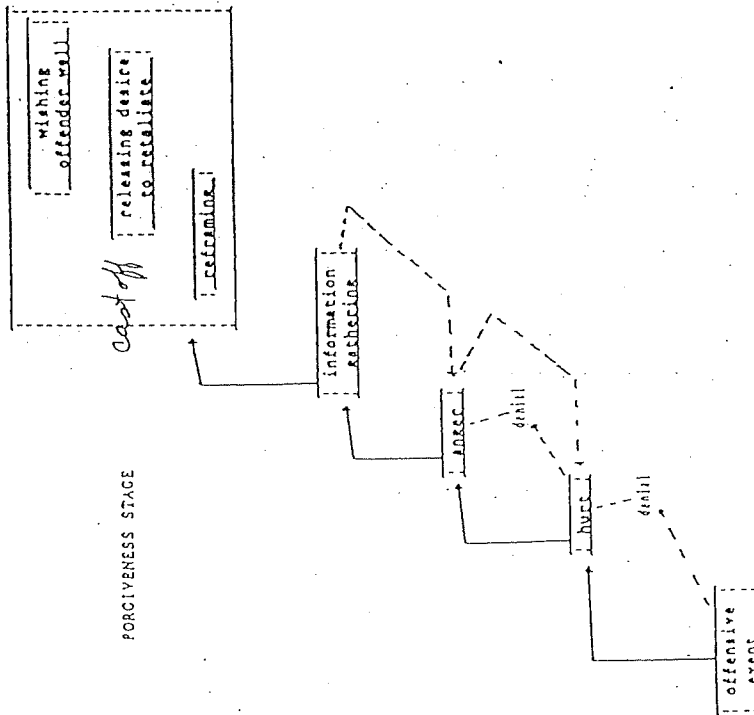 PORGIVENESS STAGE
wishing
offender well
releasing desire
to retaliate
cast off
reframing
information
gathering
anger
denial
hurt
denial
offensive
event